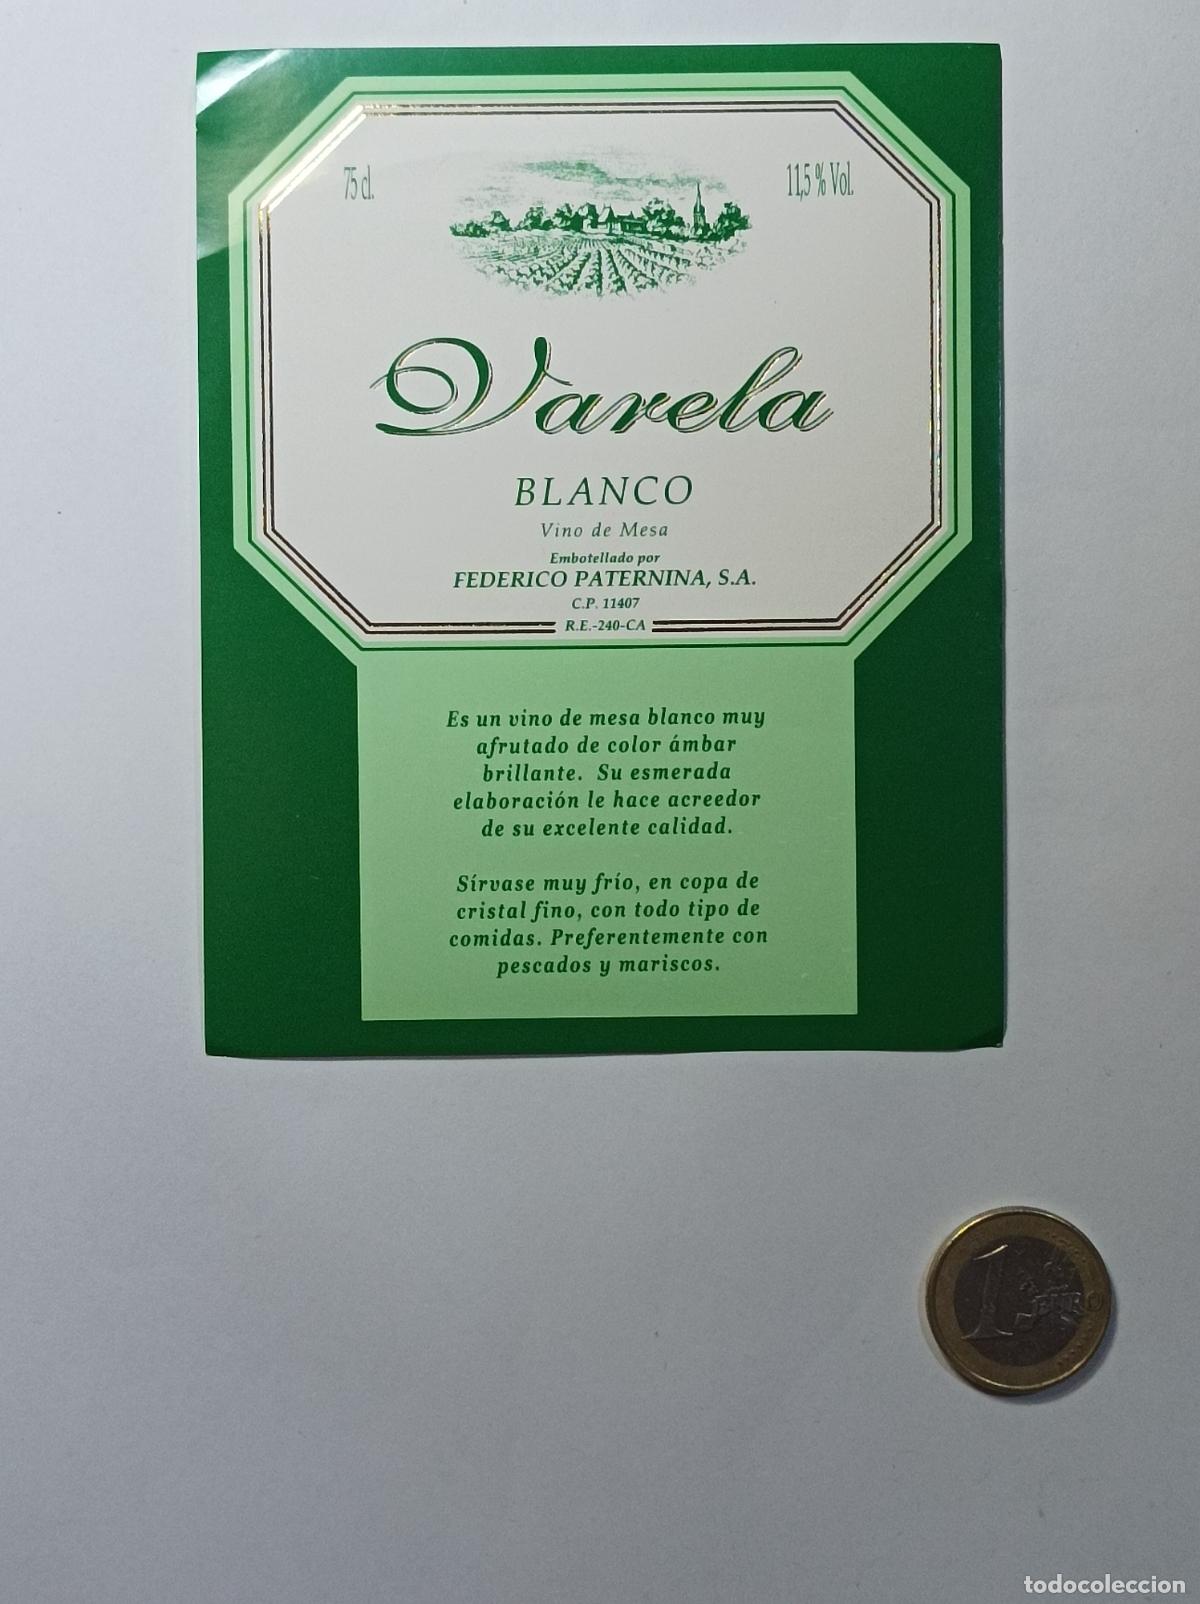 75 cl.
11,5 % Vol.
Varela
BLANCO
Vino de Mesa
Embotellado por
FEDERICO PATERNINA, S.A.
C.P. 11407
R.E.-240-CA
Es un vino de mesa blanco muy
afrutado de color ámbar
brillante. Su esmerada
elaboración le hace acreedor
de su excelente calidad.
Sírvase muy frío, en copa de
cristal fino, con todo tipo de
comidas. Preferentemente con
pescados y mariscos.
1 EURO
todocoleccion